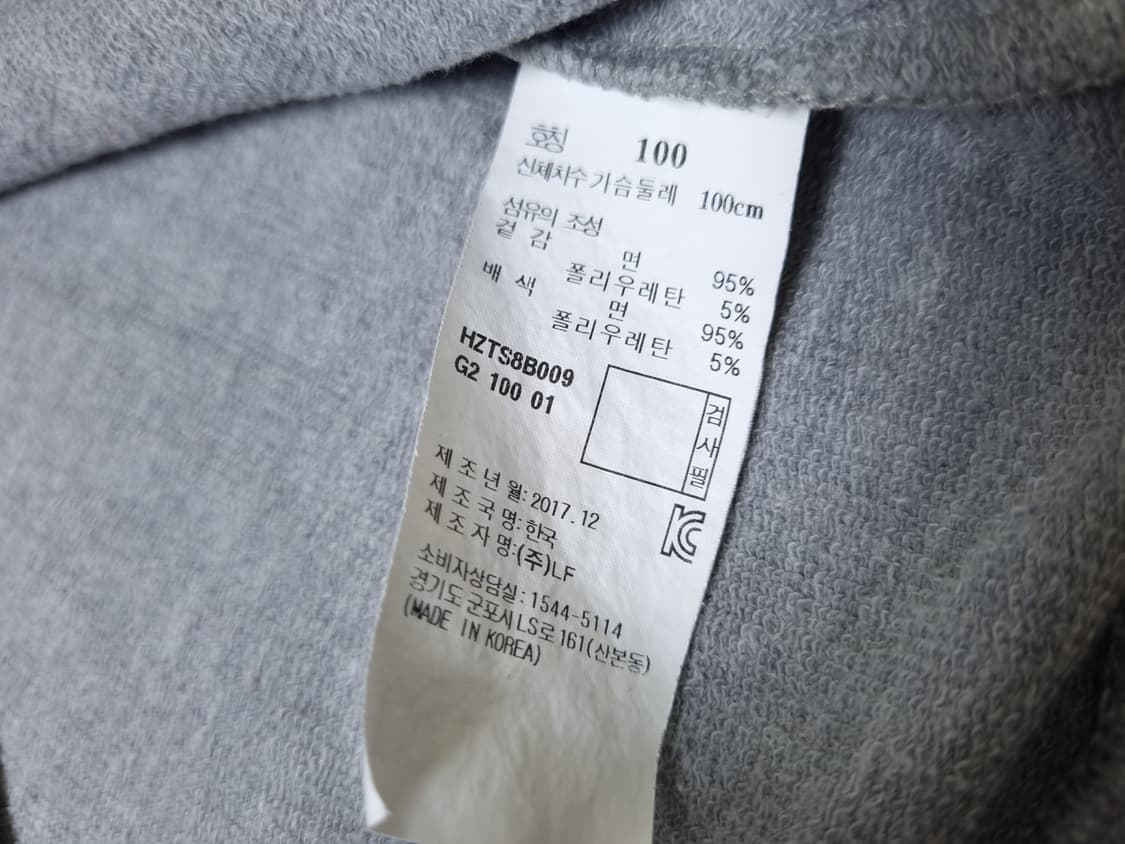 호칭 100
신체치수 가슴둘레 100cm
섬유의 조성
겉 감 면 95%
폴리우레탄 5%
배 색 면 95%
폴리우레탄 5%
HZTS8B009
G2 100 01
검사필
제 조 년 월: 2017.12
제 조 국 명: 한국
제 조 자 명:(주)LF
KC
소비자상담실:1544-5114
경기도 군포시 LS로 161(산본동)
(MADE IN KOREA)